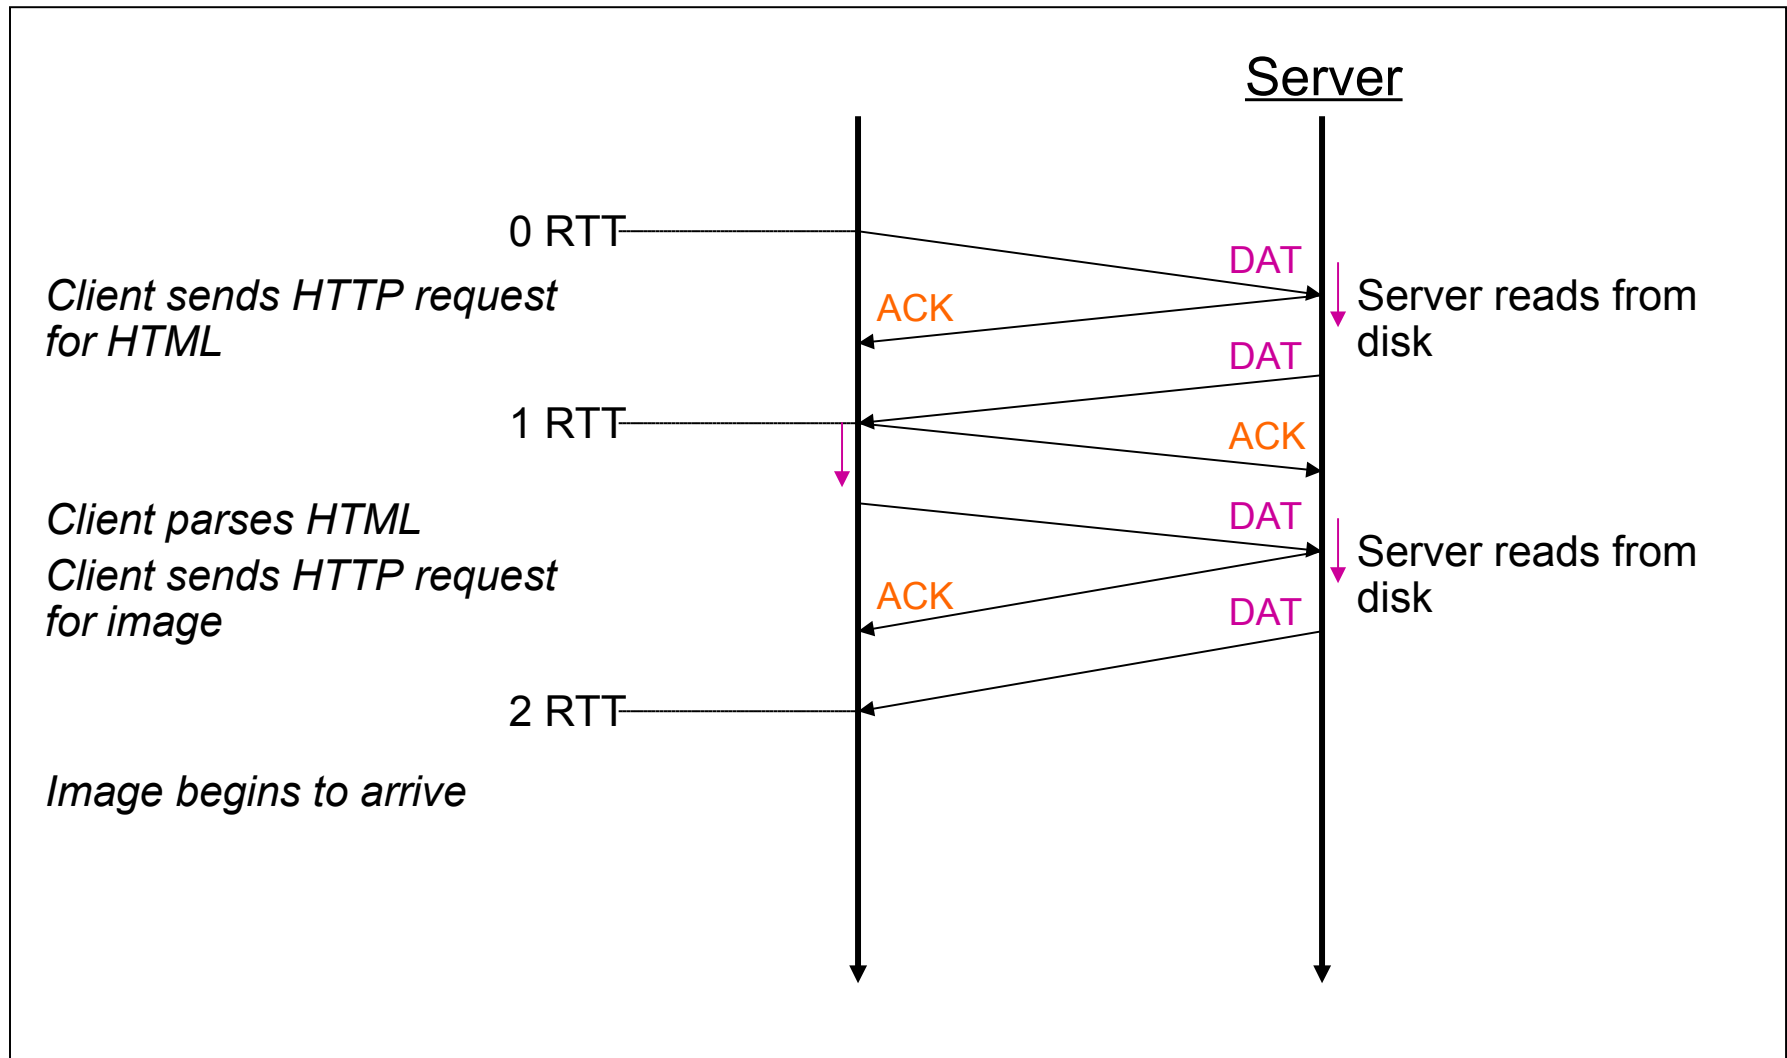 Server
0 RTT
DAT
Client sends HTTP request
for HTML
ACK
Server reads from
disk
DAT
1 RTT
ACK
Client parses HTML
DAT
Client sends HTTP request
for image
Server reads from
disk
ACK
DAT
2 RTT
Image begins to arrive